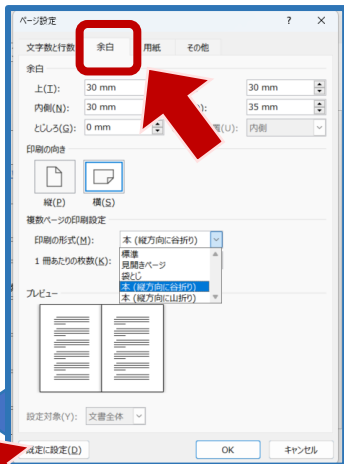 ページ設定 ? ×
文字数と行数 余白 用紙 その他
余白
上(T): 30 mm 30 mm
内側(N): 30 mm ): 35 mm
とじしろ(G): 0 mm (U): 内側
印刷の向き
縦(P) 横(S)
複数ページの印刷設定
印刷の形式(M): 本 (縦方向に谷折り)
標準
1 冊あたりの枚数(K): 見開きページ
袋とじ
本 (縦方向に谷折り)
本 (縦方向に山折り)
プレビュー
設定対象(Y): 文書全体
定に設定(D) OK キャンセル